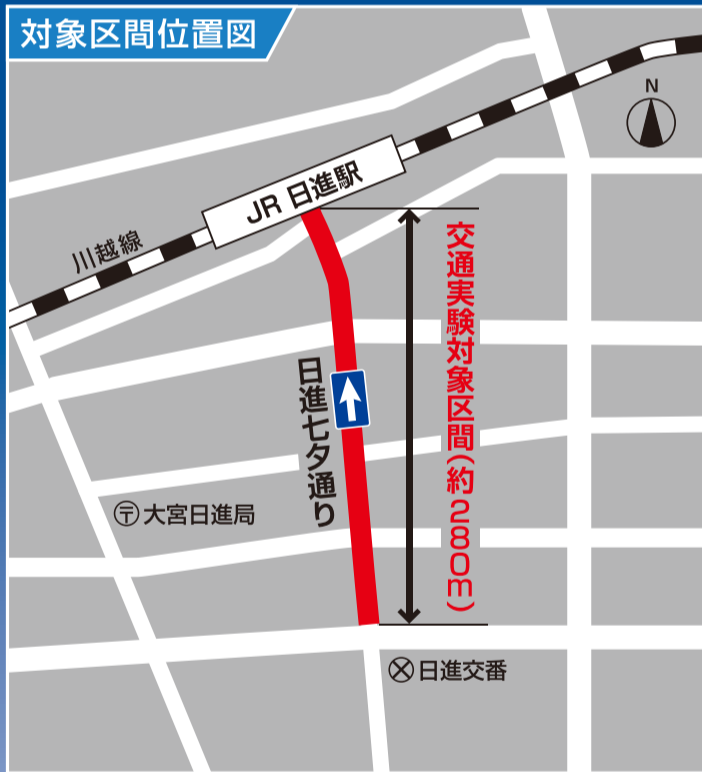 対象区間位置図
N
JR 日進駅
川越線
交通実験対象区間(約280m)
日進七夕通り
〒大宮日進局
日進交番